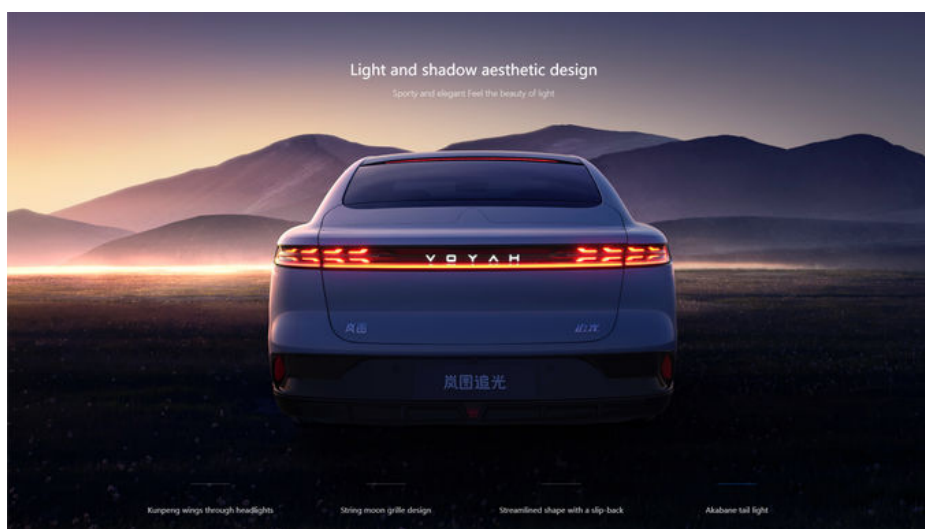 Light and shadow aesthetic design
Sporty and elegant Feel the beauty of light
VOYAH
岚图
追光
岚图追光
Kunpeng wings through headlights
String moon grille design
Streamlined shape with a slip-back
Akabane tail light